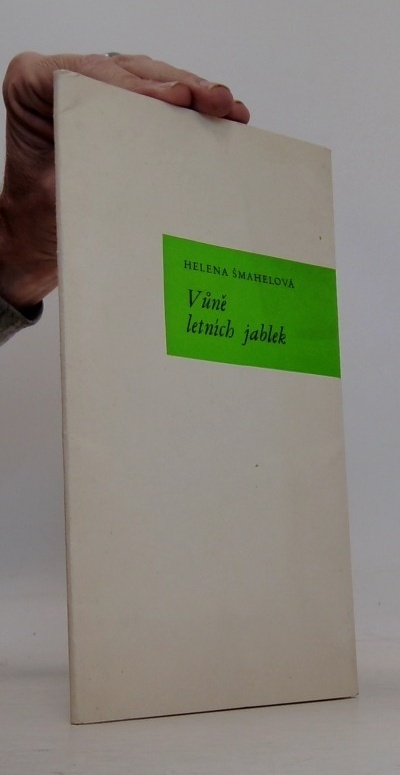 HELENA ŠMAHELOVÁ
Vůně
letních jablek